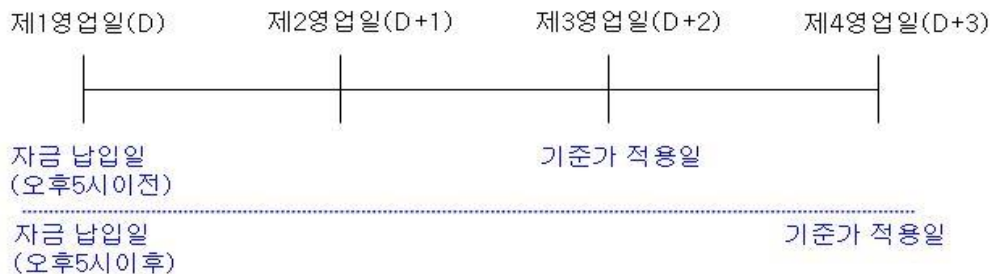 제1영업일(D) 제2영업일(D+1) 제3영업일(D+2) 제4영업일(D+3)
자금 납입일 기준가 적용일
(오후5시이전)
자금 납입일 기준가 적용일
(오후5시이후)